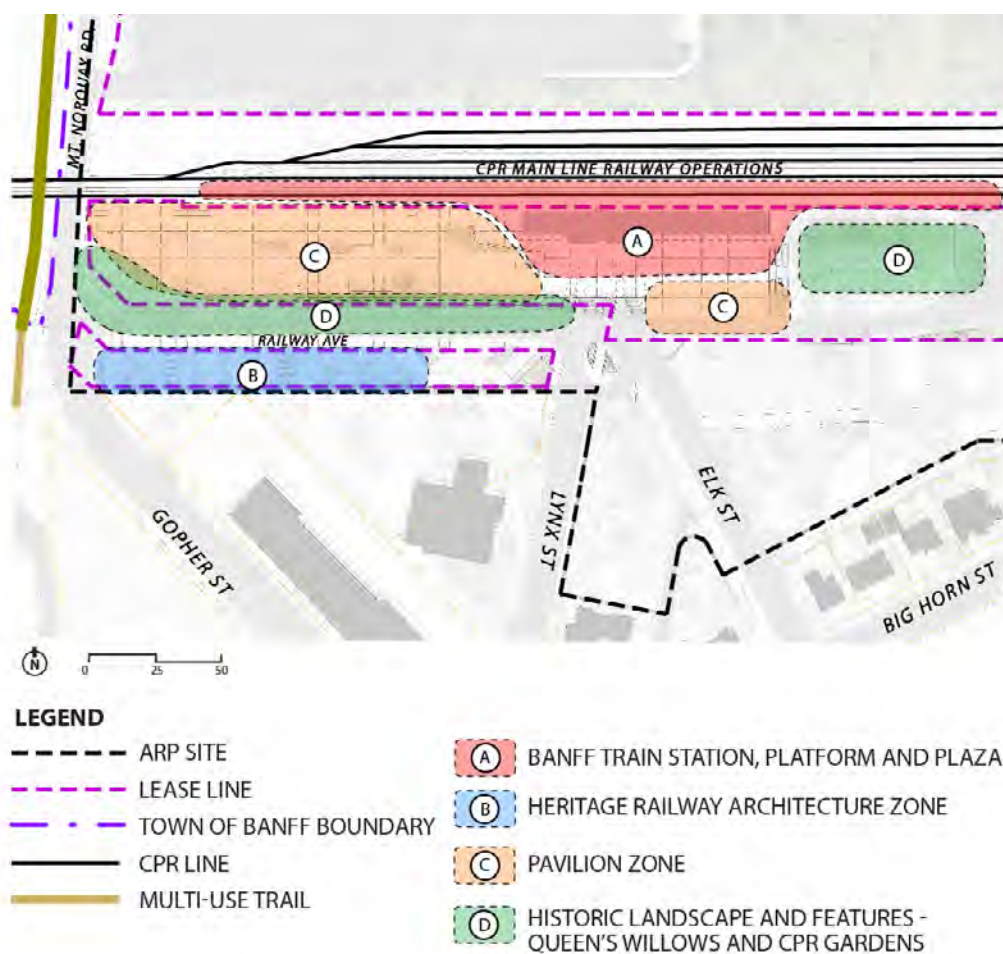 MT. NORQUAY RD.
CPR MAIN LINE RAILWAY OPERATIONS
A
C
D
C
D
RAILWAY AVE
B
GOPHER ST
LYNX ST
ELK ST
BIG HORN ST
N
0 25 50
LEGEND
ARP SITE
LEASE LINE
TOWN OF BANFF BOUNDARY
CPR LINE
MULTI-USE TRAIL
A BANFF TRAIN STATION, PLATFORM AND PLAZA
B HERITAGE RAILWAY ARCHITECTURE ZONE
C PAVILION ZONE
D HISTORIC LANDSCAPE AND FEATURES -
QUEEN'S WILLOWS AND CPR GARDENS